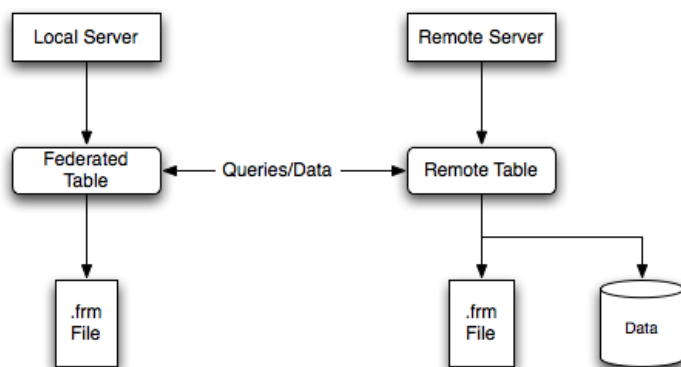 Local Server
Remote Server
Federated
Table
Queries/Data
Remote Table
.frm
File
.frm
File
Data